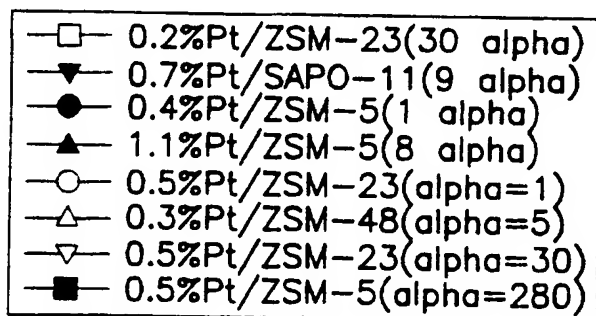 0.2%Pt/ZSM-23(30 alpha)
0.7%Pt/SAPO-11(9 alpha)
0.4%Pt/ZSM-5(1 alpha)
1.1%Pt/ZSM-5(8 alpha)
0.5%Pt/ZSM-23(alpha=1)
0.3%Pt/ZSM-48(alpha=5)
0.5%Pt/ZSM-23(alpha=30)
0.5%Pt/ZSM-5(alpha=280)